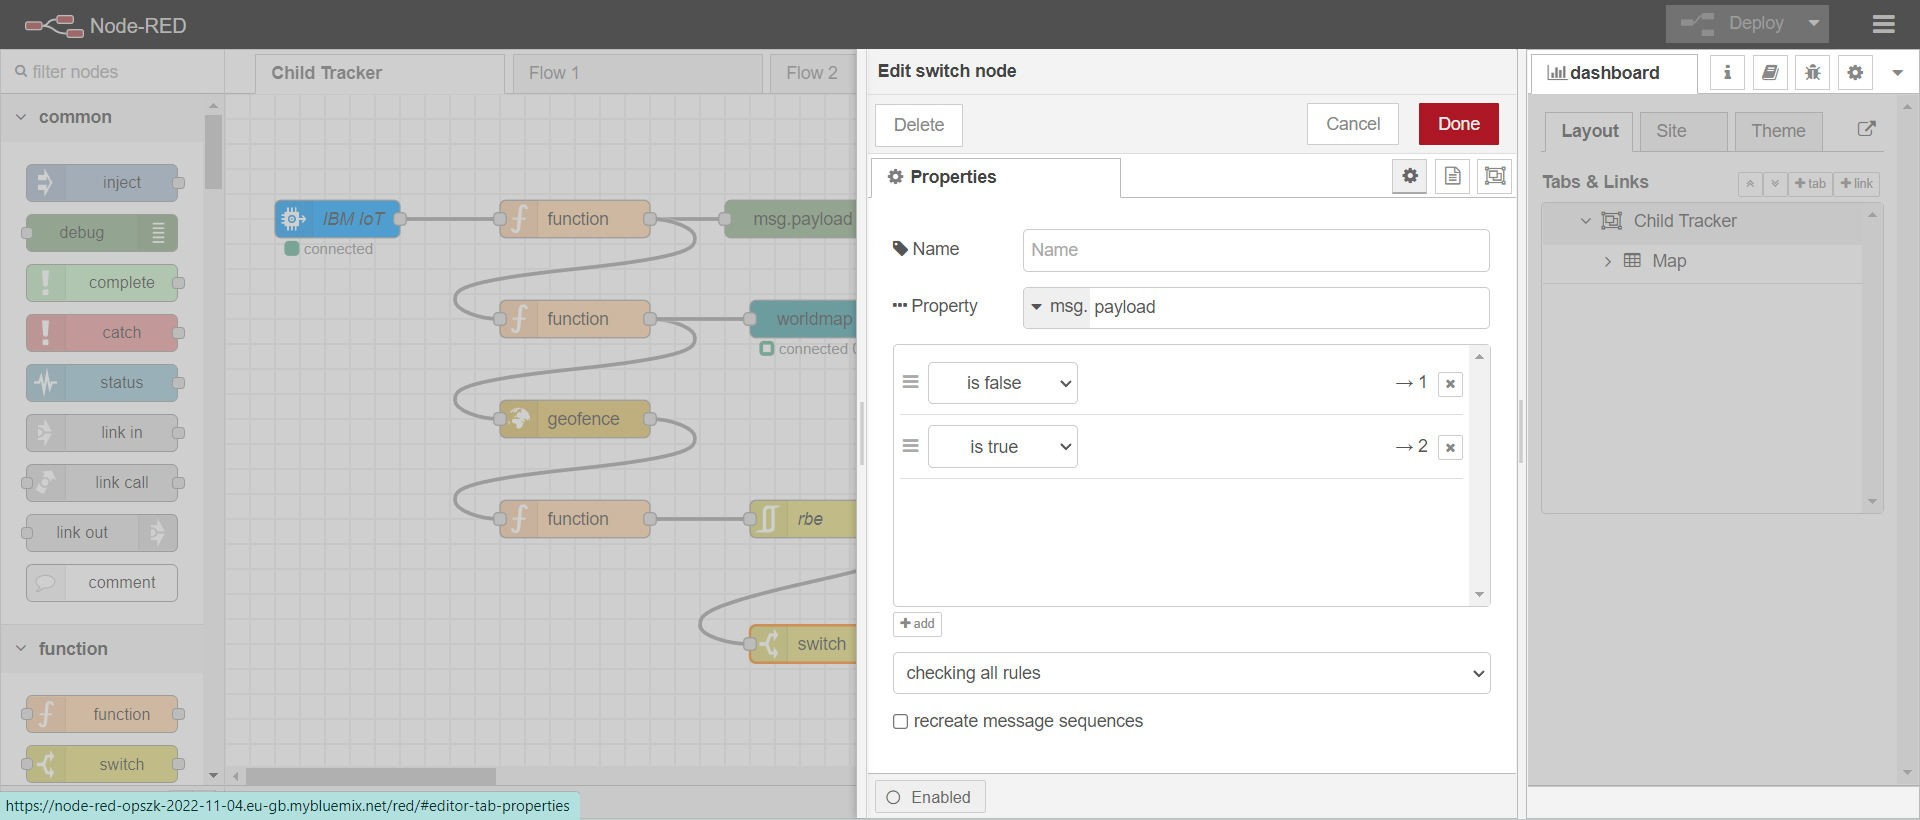 Node-RED
Deploy
filter nodes
Child Tracker
Flow 1
Flow 2
common
inject
debug
complete
catch
status
link in
link call
link out
comment
function
function
switch
IBM IoT
connected
function
msg.payload
function
worldmap
connected
geofence
function
rbe
switch
Edit switch node
Delete
Cancel
Done
Properties
Name
Name
Property
msg. payload
is false
→ 1
is true
→ 2
add
checking all rules
recreate message sequences
Enabled
dashboard
Layout
Site
Theme
Tabs & Links
tab
link
Child Tracker
Map
https://node-red-opszk-2022-11-04.eu-gb.mybluemix.net/red/#editor-tab-properties